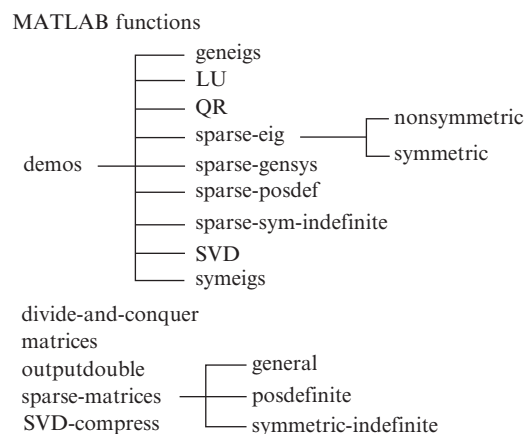 MATLAB functions
geneigs
LU
QR
sparse-eig
nonsymmetric
symmetric
demos
sparse-gensys
sparse-posdef
sparse-sym-indefinite
SVD
symeigs
divide-and-conquer
matrices
outputdouble
sparse-matrices
SVD-compress
general
posdefinite
symmetric-indefinite